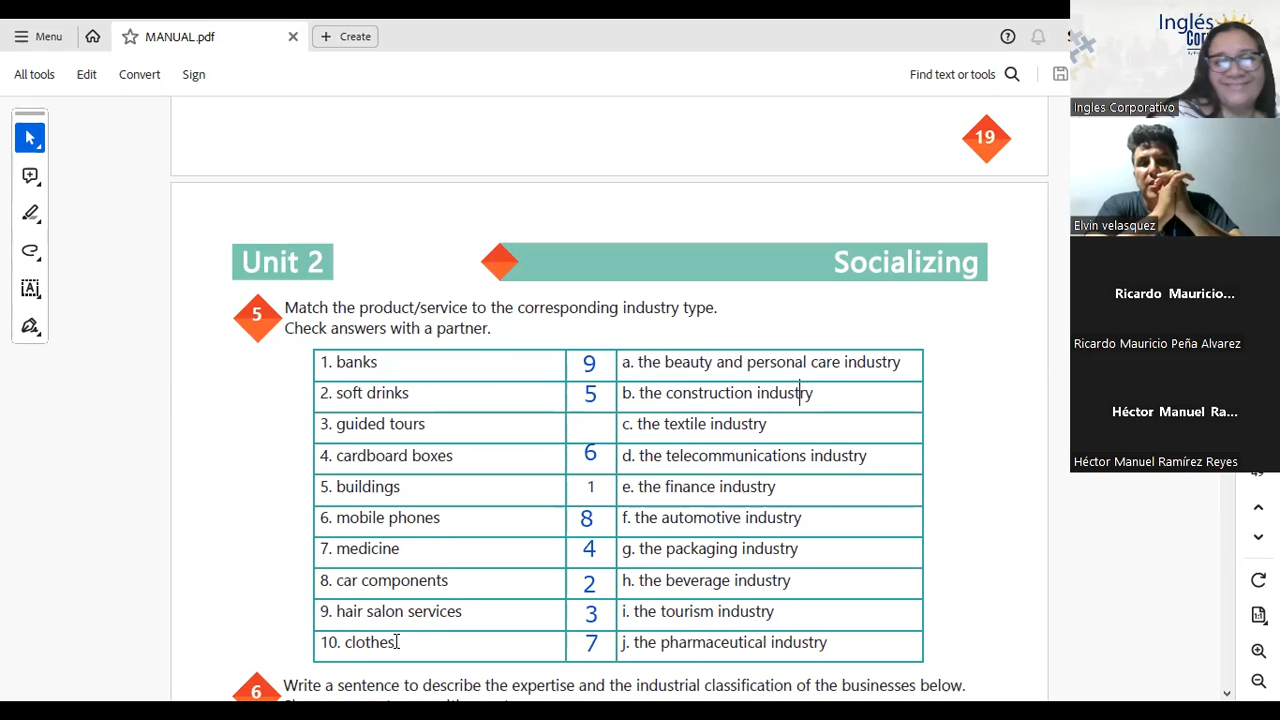 Menu
MANUAL.pdf
Create
All tools
Edit
Convert
Sign
Find text or tools
Inglés
Ingles Corporativo
Elvin velasquez
Ricardo Mauricio...
Ricardo Mauricio Peña Alvarez
Héctor Manuel Ra...
Héctor Manuel Ramírez Reyes
19
Unit 2
Socializing
5
Match the product/service to the corresponding industry type.
Check answers with a partner.
1. banks 9 a. the beauty and personal care industry
2. soft drinks 5 b. the construction industry
3. guided tours c. the textile industry
4. cardboard boxes 6 d. the telecommunications industry
5. buildings 1 e. the finance industry
6. mobile phones 8 f. the automotive industry
7. medicine 4 g. the packaging industry
8. car components 2 h. the beverage industry
9. hair salon services 3 i. the tourism industry
10. clothes 7 j. the pharmaceutical industry
6
Write a sentence to describe the expertise and the industrial classification of the businesses below.